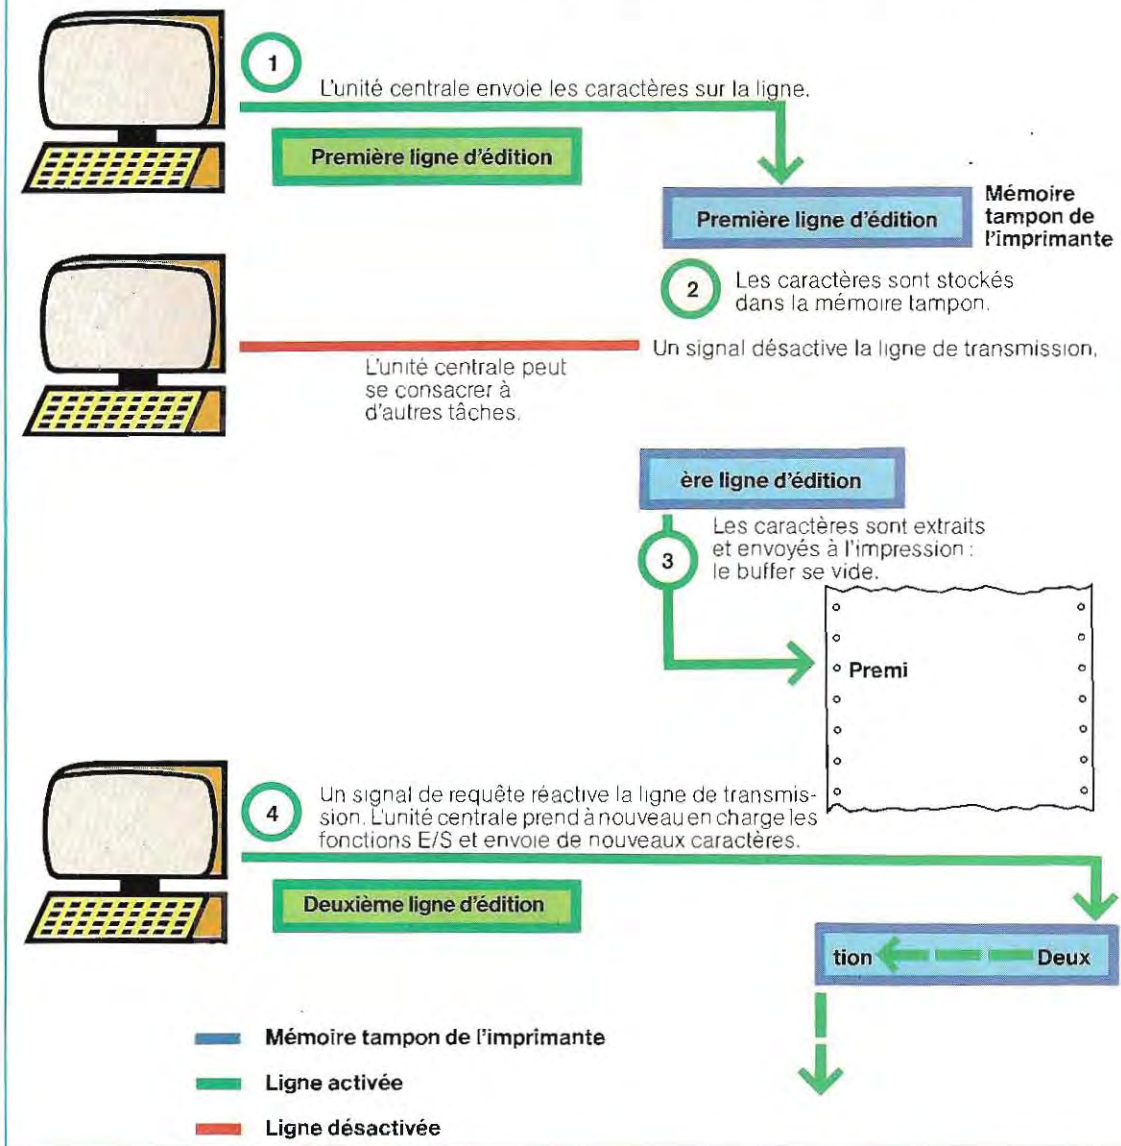 1
L'unité centrale envoie les caractères sur la ligne.
Première ligne d'édition
Première ligne d'édition
Mémoire
tampon de
l'imprimante
2
Les caractères sont stockés
dans la mémoire tampon.
Un signal désactive la ligne de transmission,
L'unité centrale peut
se consacrer à
d'autres tâches.
ère ligne d'édition
3
Les caractères sont extraits
et envoyés à l'impression :
le buffer se vide.
Premi
4
Un signal de requête réactive la ligne de transmis-
sion. L'unité centrale prend à nouveau en charge les
fonctions E/S et envoie de nouveaux caractères.
Deuxième ligne d'édition
tion Deux
Mémoire tampon de l'imprimante
Ligne activée
Ligne désactivée